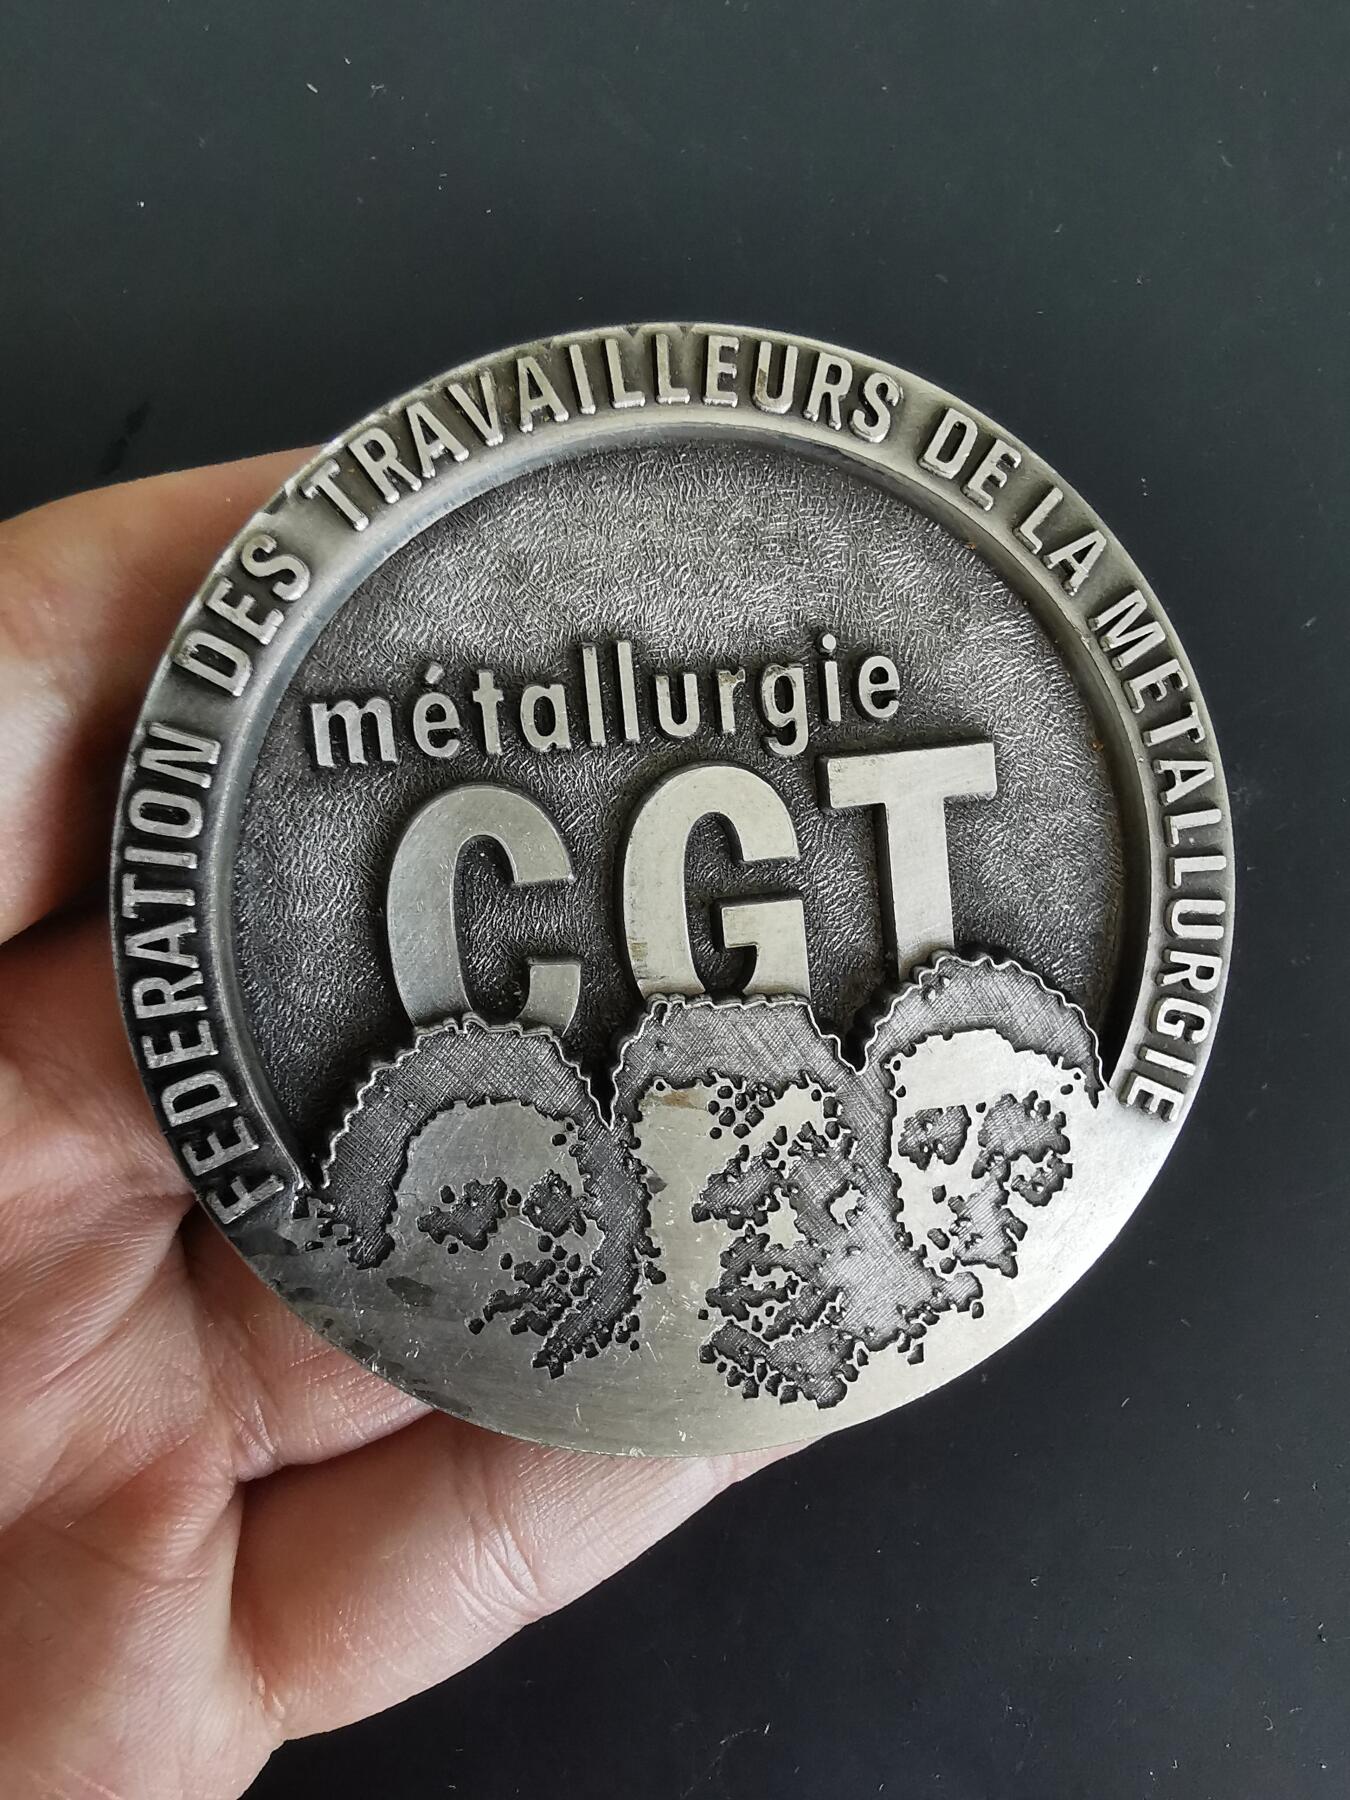 FEDERATION DES TRAVAILLEURS DE LA METALLURGIE
métallurgie
CGT